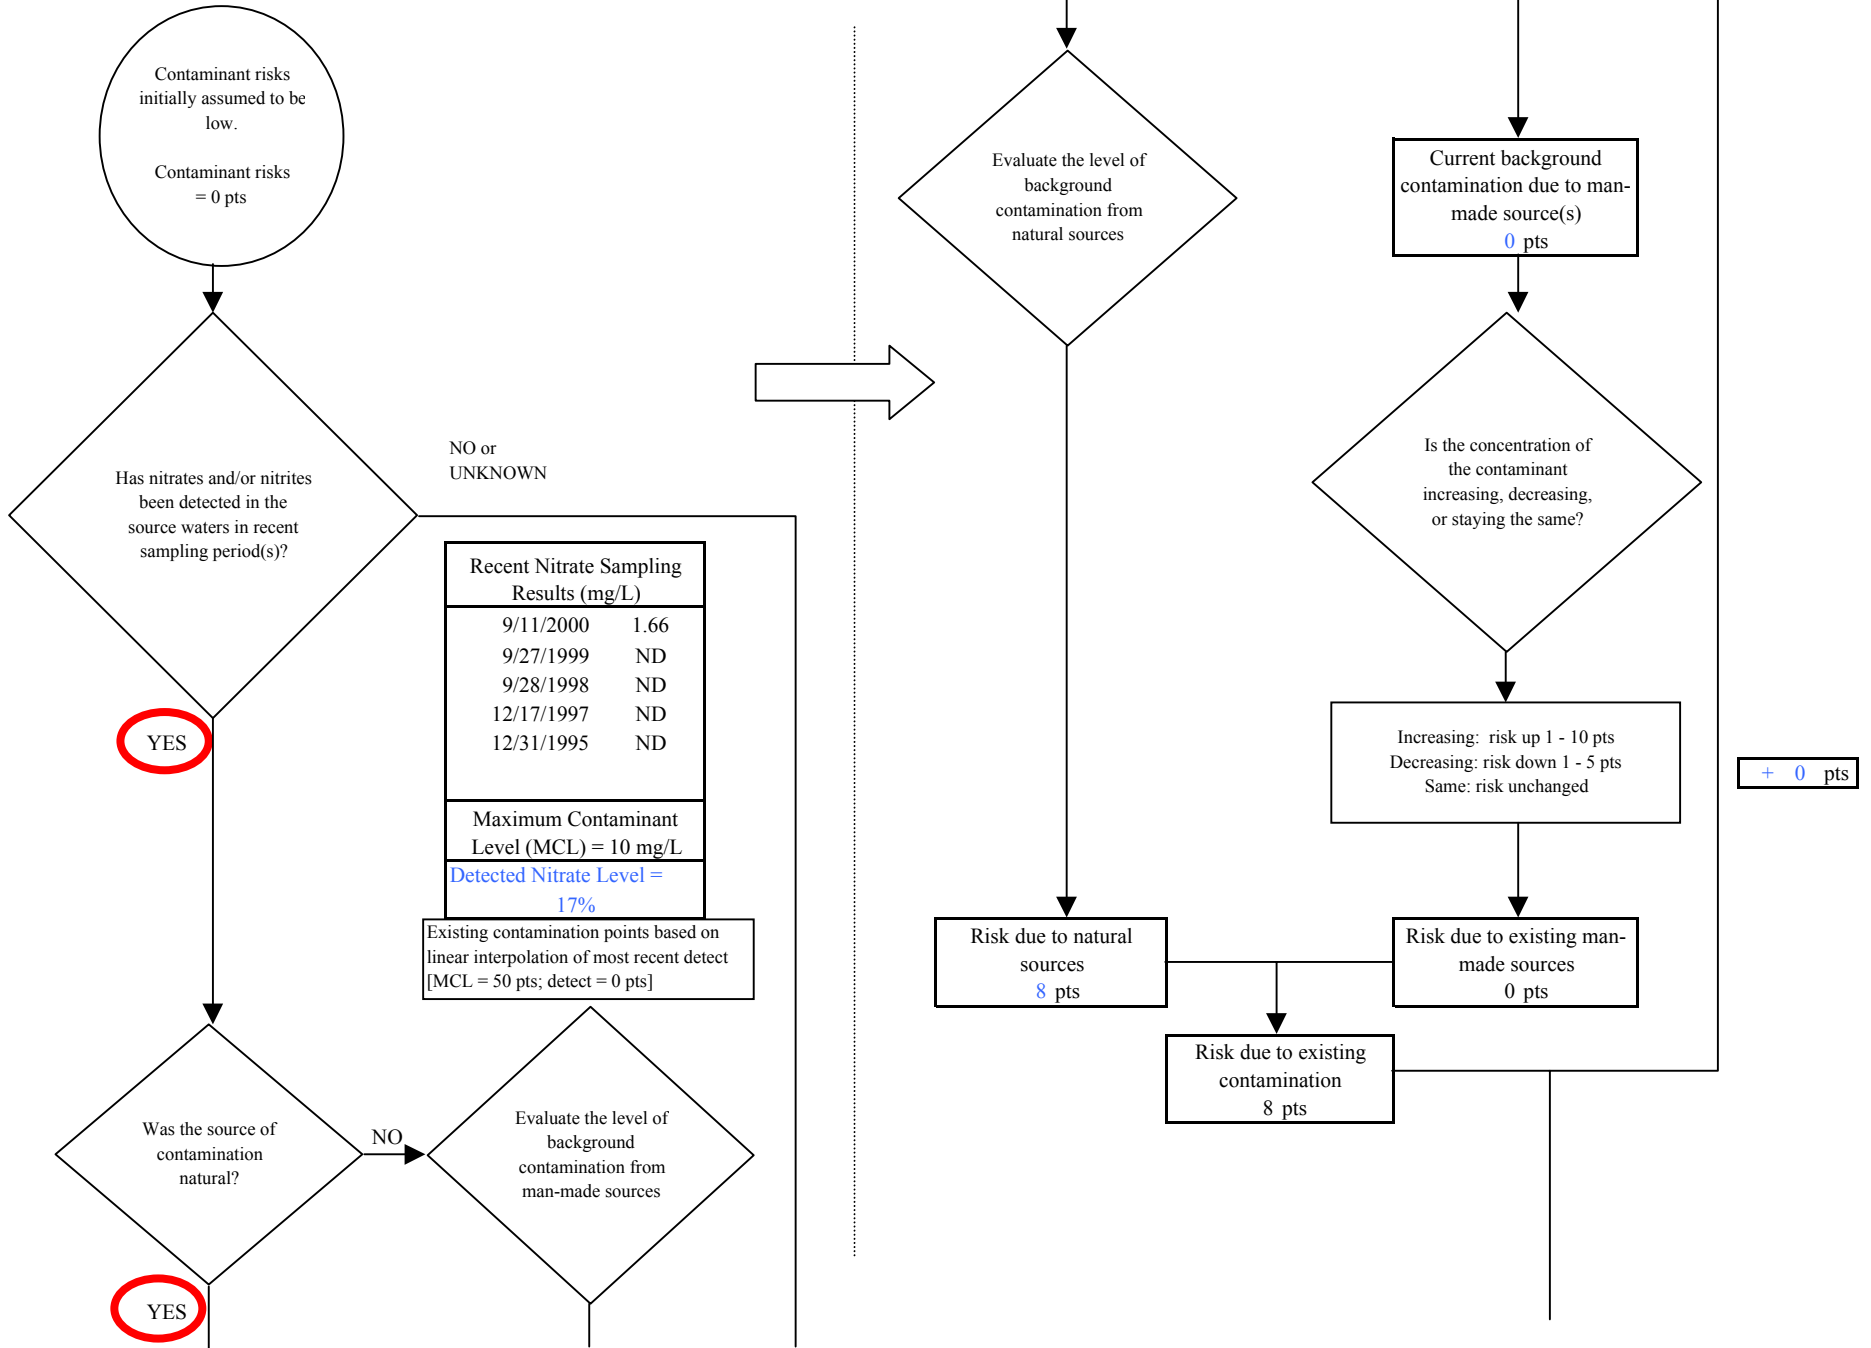 Contaminant risks
initially assumed to be
low.
Contaminant risks
= 0 pts
Has nitrates and/or nitrites
been detected in the
source waters in recent
sampling period(s)?
NO or
UNKNOWN
YES
Recent Nitrate Sampling
Results (mg/L)
9/11/2000 1.66
9/27/1999 ND
9/28/1998 ND
12/17/1997 ND
12/31/1995 ND
Maximum Contaminant
Level (MCL) = 10 mg/L
Detected Nitrate Level =
17%
Existing contamination points based on
linear interpolation of most recent detect
[MCL = 50 pts; detect = 0 pts]
Was the source of
contamination
natural?
NO
Evaluate the level of
background
contamination from
man-made sources
YES
Evaluate the level of
background
contamination from
natural sources
Current background
contamination due to man-
made source(s)
0 pts
Is the concentration of
the contaminant
increasing, decreasing,
or staying the same?
Increasing: risk up 1 - 10 pts
Decreasing: risk down 1 - 5 pts
Same: risk unchanged
+ 0 pts
Risk due to natural
sources
8 pts
Risk due to existing man-
made sources
0 pts
Risk due to existing
contamination
8 pts